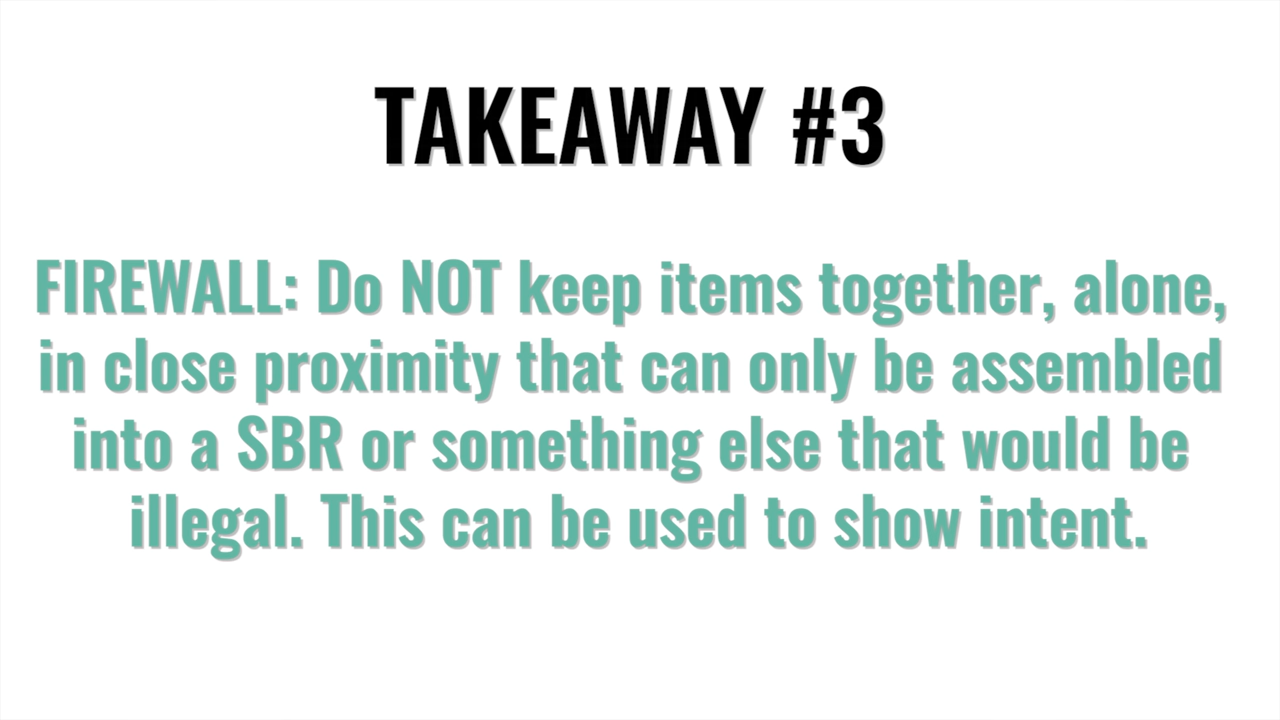 TAKEAWAY #3
FIREWALL: Do NOT keep items together, alone,
in close proximity that can only be assembled
into a SBR or something else that would be
illegal. This can be used to show intent.